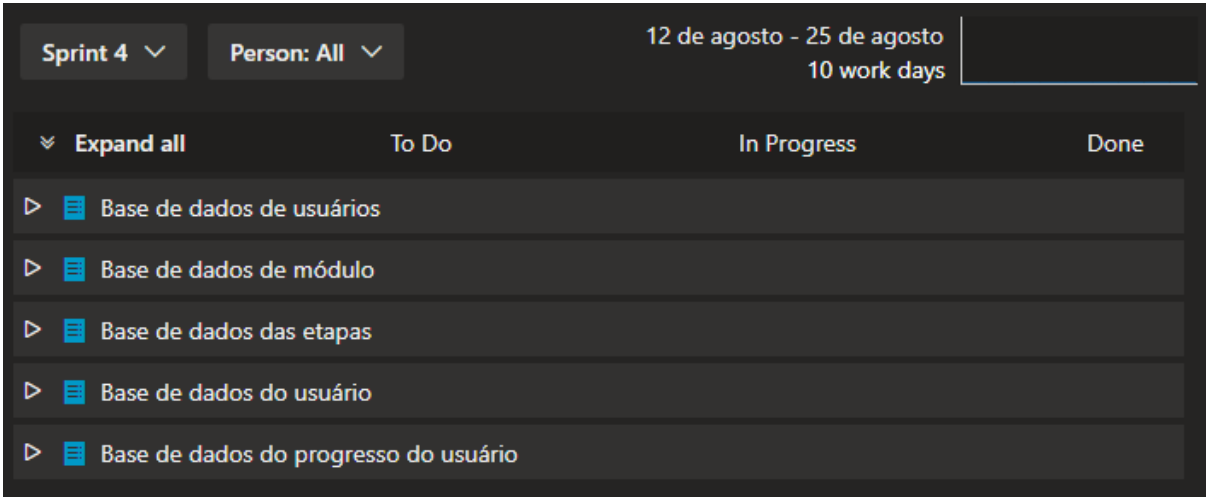 Sprint 4
Person: All
12 de agosto - 25 de agosto
10 work days
Expand all
To Do
In Progress
Done
Base de dados de usuários
Base de dados de módulo
Base de dados das etapas
Base de dados do usuário
Base de dados do progresso do usuário